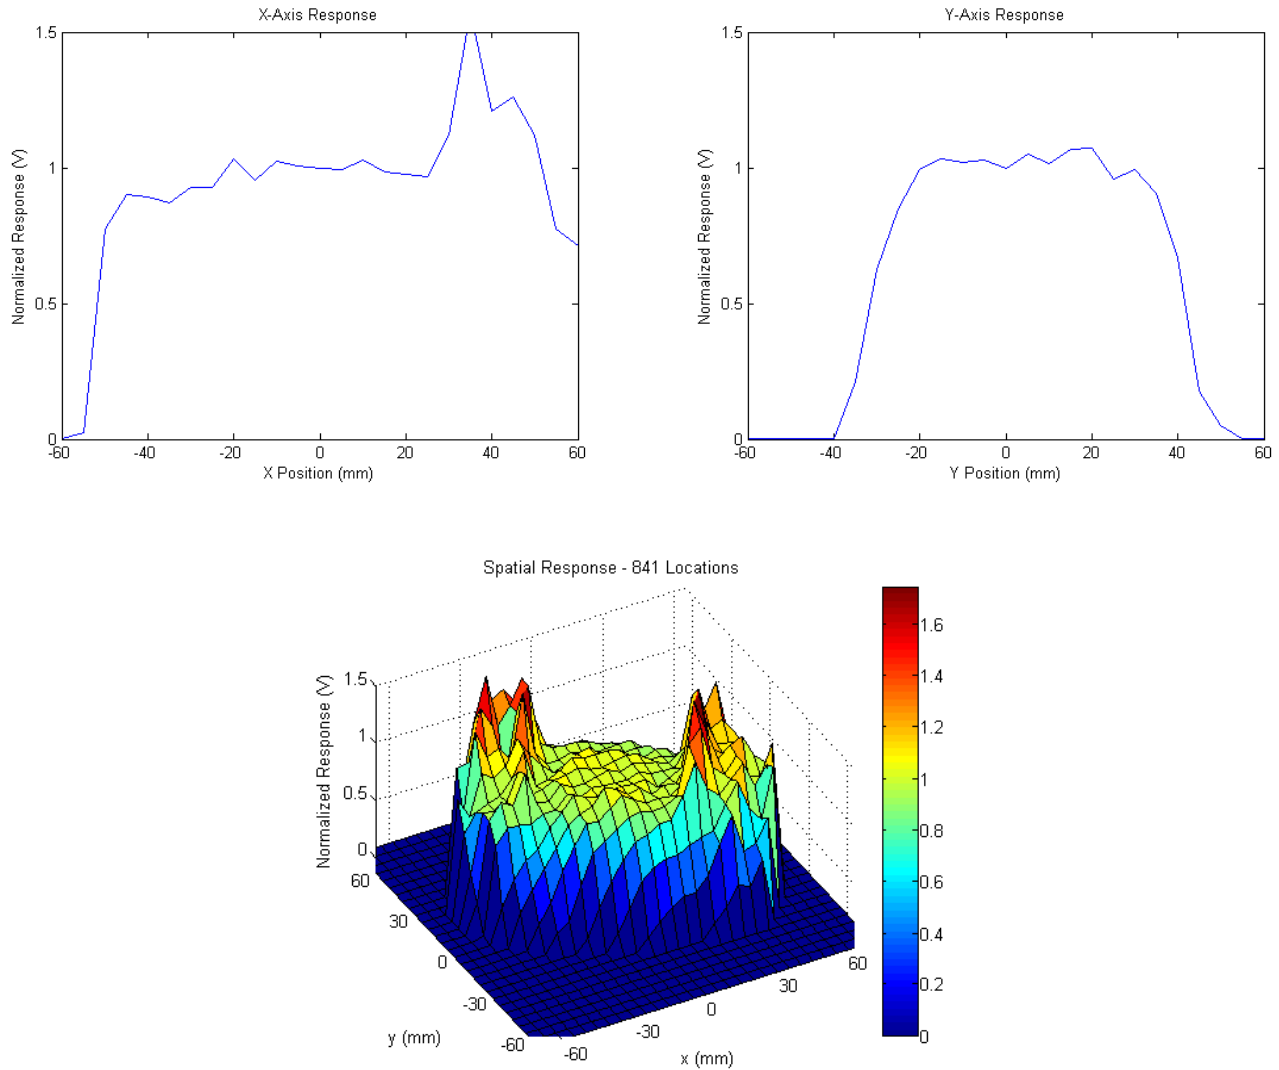 X-Axis Response
1.5
1
0.5
0
Normalized Response (V)
-60 -40 -20 0 20 40 60
X Position (mm)
Y-Axis Response
1.5
1
0.5
0
Normalized Response (V)
-60 -40 -20 0 20 40 60
Y Position (mm)
Spatial Response - 841 Locations
1.5
1
0.5
0
Normalized Response (V)
60
30
0
-30
-60
y (mm)
-60
-30
0
30
60
x (mm)
1.6
1.4
1.2
1
0.8
0.6
0.4
0.2
0